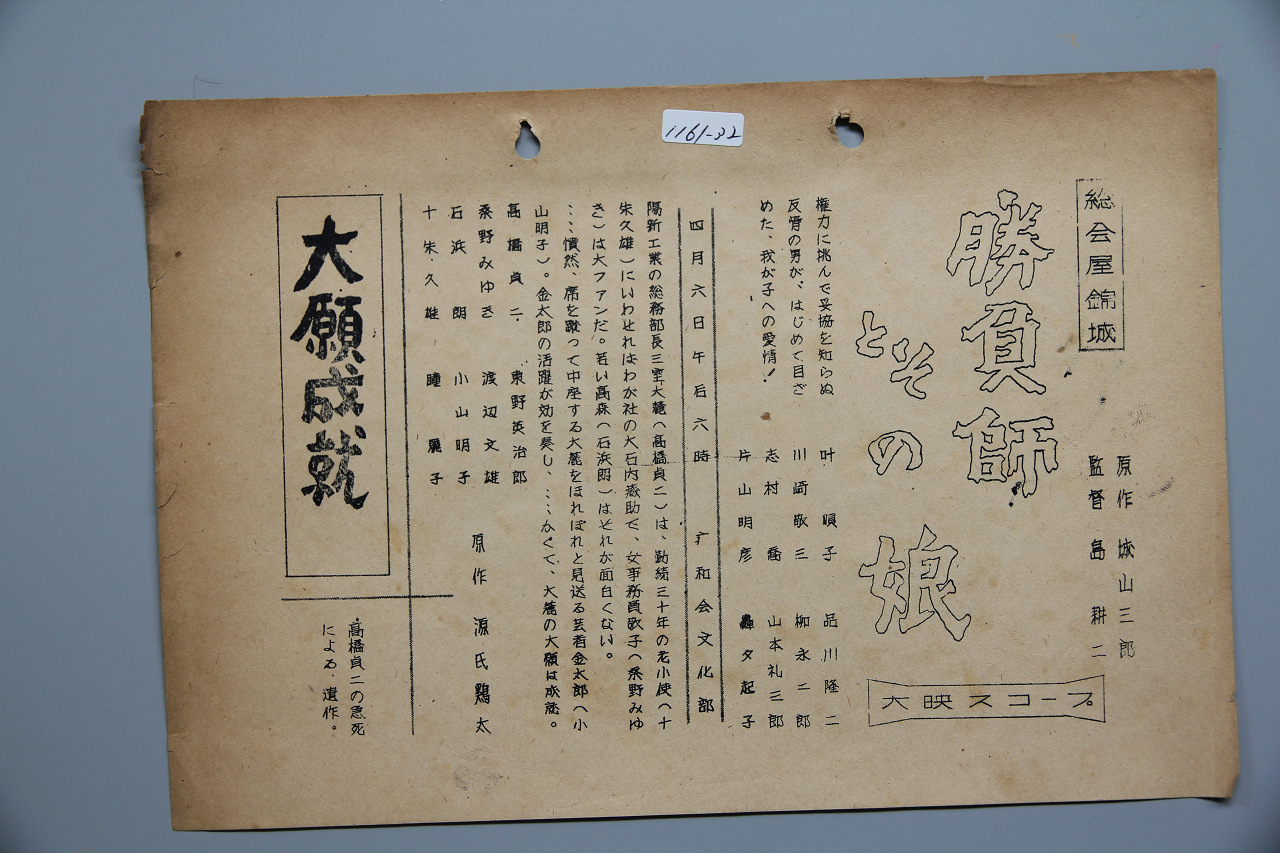 1161-32
総会屋錦城
勝負師
とその娘
原作 城山三郎
監督 島 耕二
大映スコープ
権力に挑んで妥協を知らぬ
反骨の男が、はじめて目ざ
めた、我が子への愛情!
叶 順子 品川隆二
川崎敬三 柳永二郎
志村 喬 山本礼三郎
片山明彦 轟夕起子
四月六日午后六時 扩和会文化部
陽新工業の総務部長三室大麓(高橋貞二)は、勤続三十年の老小使(十
朱久雄)にいわせればわが社の大石内蔵助で、女事務員敬子(桑野みゆ
き)は大ファンだ。若い高森(石浜朗)はそれが面白くない。
…憤然、席を蹴って中座する大麓をほれぼれと見送る芸者金太郎(小
山明子)。金太郎の活躍が効を奏し、……かくて、大麓の大願は成就。
高橋貞二 東野英治郎
桑野みゆき 渡辺文雄
石浜 朗 小山明子
十朱久雄 瞳 麗子
原作 源氏鶏太
大願成就
高橋貞二の急死
による、遺作。